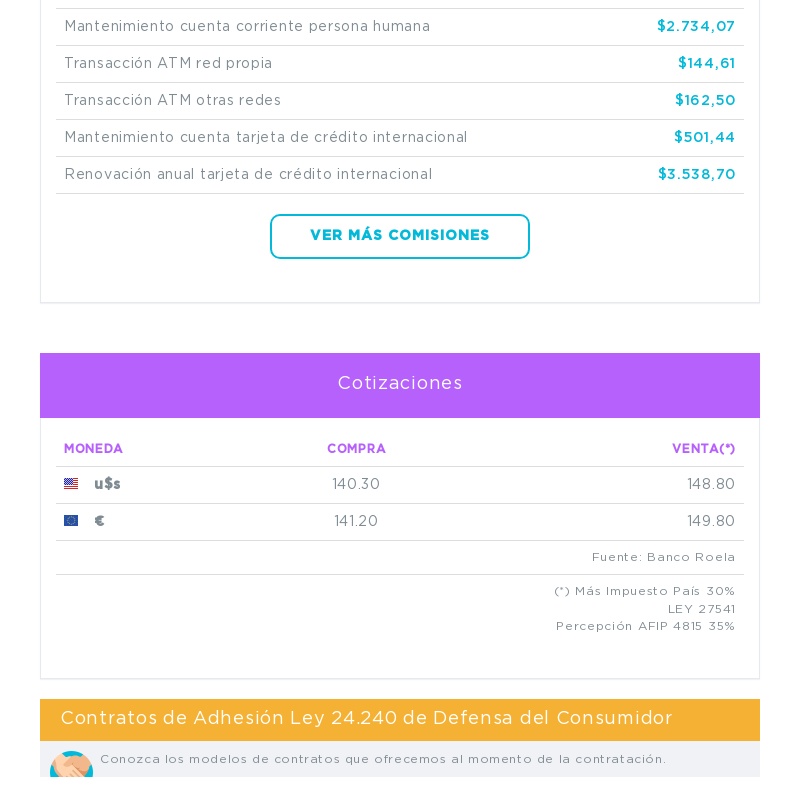 Mantenimiento cuenta corriente persona humana $2.734,07
Transacción ATM red propia $144,61
Transacción ATM otras redes $162,50
Mantenimiento cuenta tarjeta de crédito internacional $501,44
Renovación anual tarjeta de crédito internacional $3.538,70
VER MÁS COMISIONES
Cotizaciones
MONEDA COMPRA VENTA(*)
u$s 140.30 148.80
€ 141.20 149.80
Fuente: Banco Roela
(*) Más Impuesto País 30%
LEY 27541
Percepción AFIP 4815 35%
Contratos de Adhesión Ley 24.240 de Defensa del Consumidor
Conozca los modelos de contratos que ofrecemos al momento de la contratación.